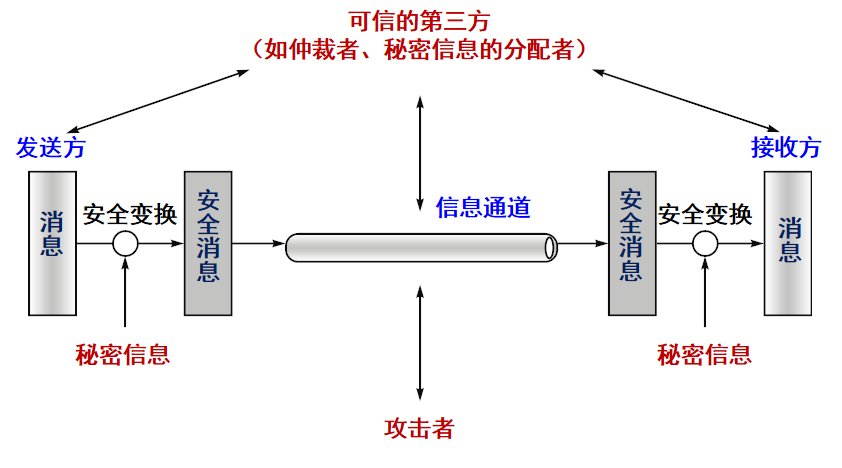 可信的第三方
（如仲裁者、秘密信息的分配者）
发送方
接收方
信息通道
消息
安全变换
安全消息
安全消息
安全变换
消息
秘密信息
秘密信息
攻击者